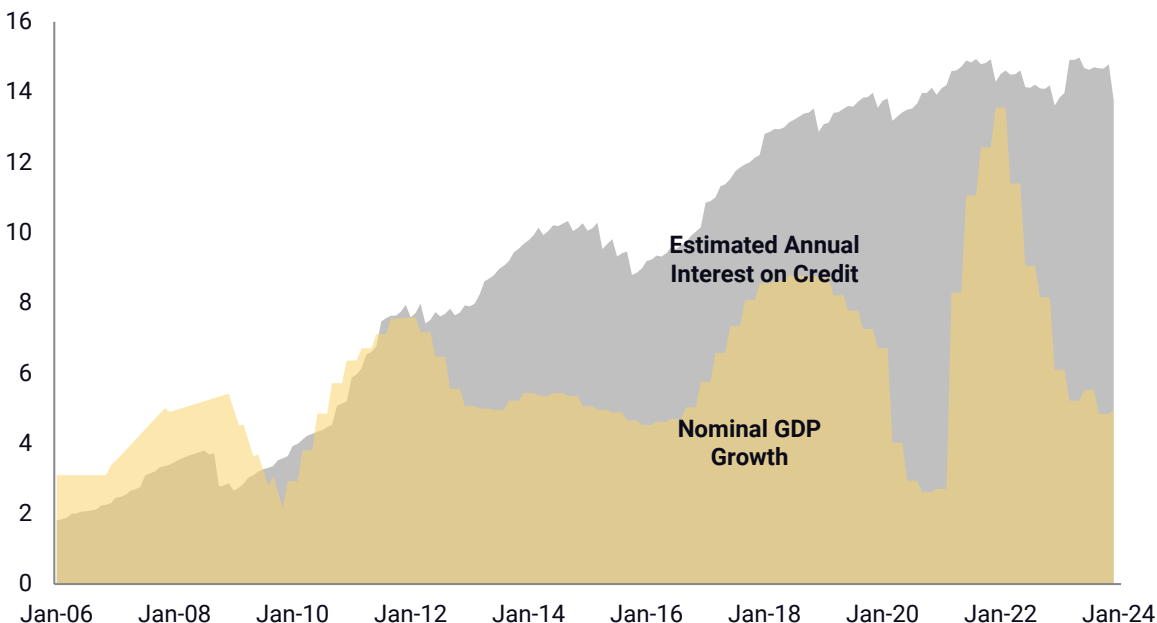 16
14
12
10
8
6
4
2
0
Estimated Annual
Interest on Credit
Nominal GDP
Growth
Jan-06 Jan-08 Jan-10 Jan-12 Jan-14 Jan-16 Jan-18 Jan-20 Jan-22 Jan-24